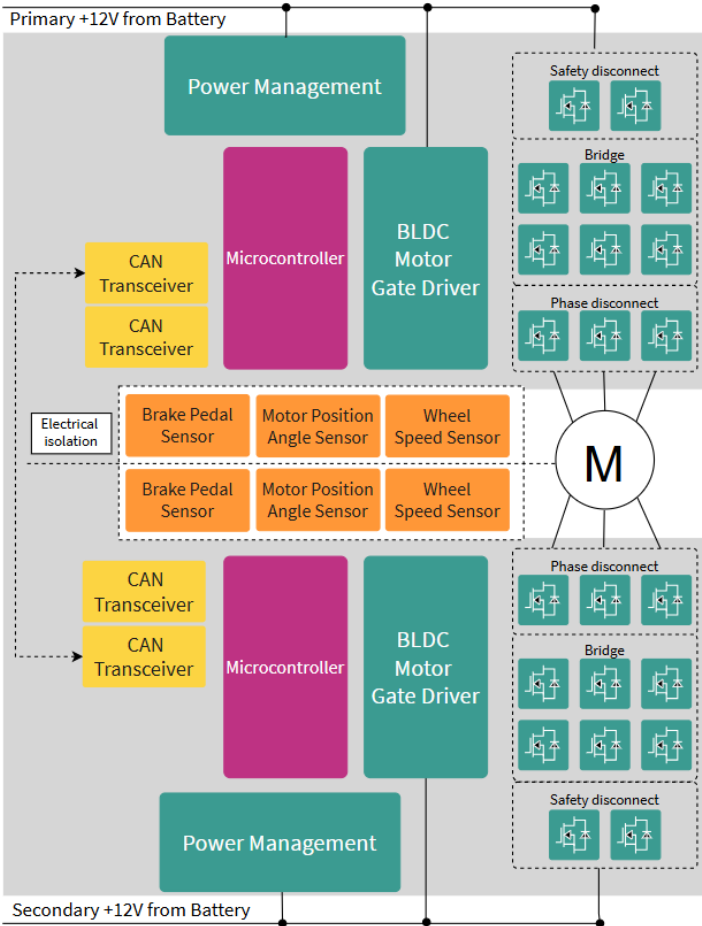 Primary +12V from Battery
Power Management
Safety disconnect
Bridge
Microcontroller
BLDC
Motor
Gate Driver
CAN
Transceiver
CAN
Transceiver
Phase disconnect
Electrical
isolation
Brake Pedal
Sensor
Motor Position
Angle Sensor
Wheel
Speed Sensor
M
Brake Pedal
Sensor
Motor Position
Angle Sensor
Wheel
Speed Sensor
Phase disconnect
CAN
Transceiver
CAN
Transceiver
Microcontroller
BLDC
Motor
Gate Driver
Bridge
Safety disconnect
Power Management
Secondary +12V from Battery